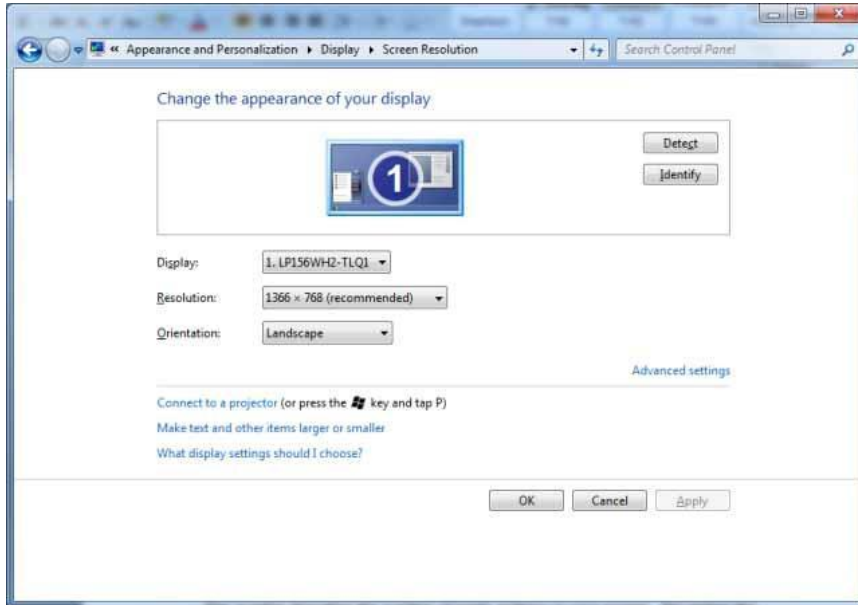 « Appearance and Personalization ▸ Display ▸ Screen Resolution
Search Control Panel
Change the appearance of your display
1
Detect
Identify
Display: 1. LP156WH2-TLQ1
Resolution: 1366 × 768 (recommended)
Orientation: Landscape
Advanced settings
Connect to a projector (or press the key and tap P)
Make text and other items larger or smaller
What display settings should I choose?
OK Cancel Apply